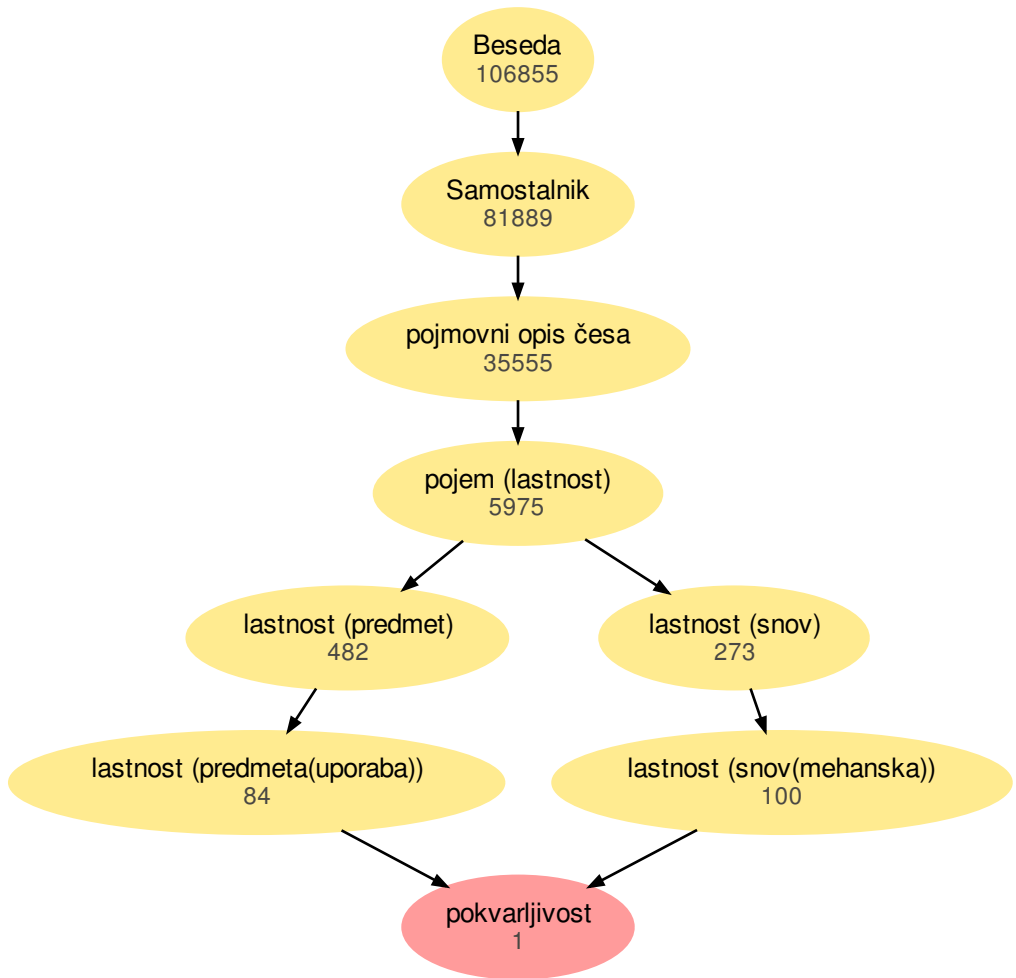 Beseda
106855
Samostalnik
81889
pojmovni opis česa
35555
pojem (lastnost)
5975
lastnost (predmet)
482
lastnost (snov)
273
lastnost (predmeta(uporaba))
84
lastnost (snov(mehanska))
100
pokvarljivost
1